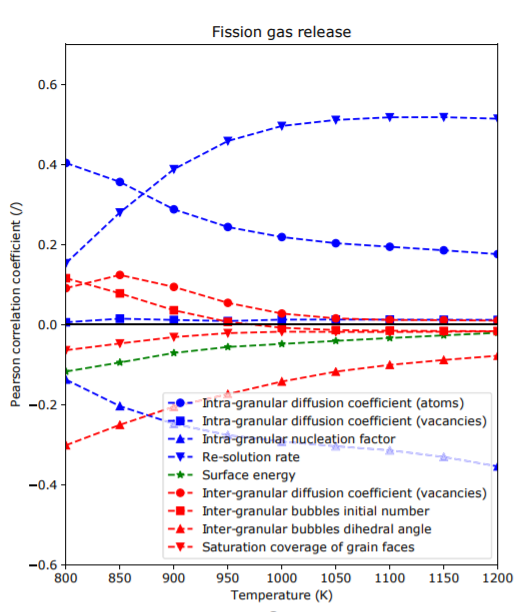 Fission gas release
Pearson correlation coefficient (/)
0.6
0.4
0.2
0.0
−0.2
−0.4
−0.6
Intra-granular diffusion coefficient (atoms)
Intra-granular diffusion coefficient (vacancies)
Intra-granular nucleation factor
Re-solution rate
Surface energy
Inter-granular diffusion coefficient (vacancies)
Inter-granular bubbles initial number
Inter-granular bubbles dihedral angle
Saturation coverage of grain faces
800 850 900 950 1000 1050 1100 1150 1200
Temperature (K)